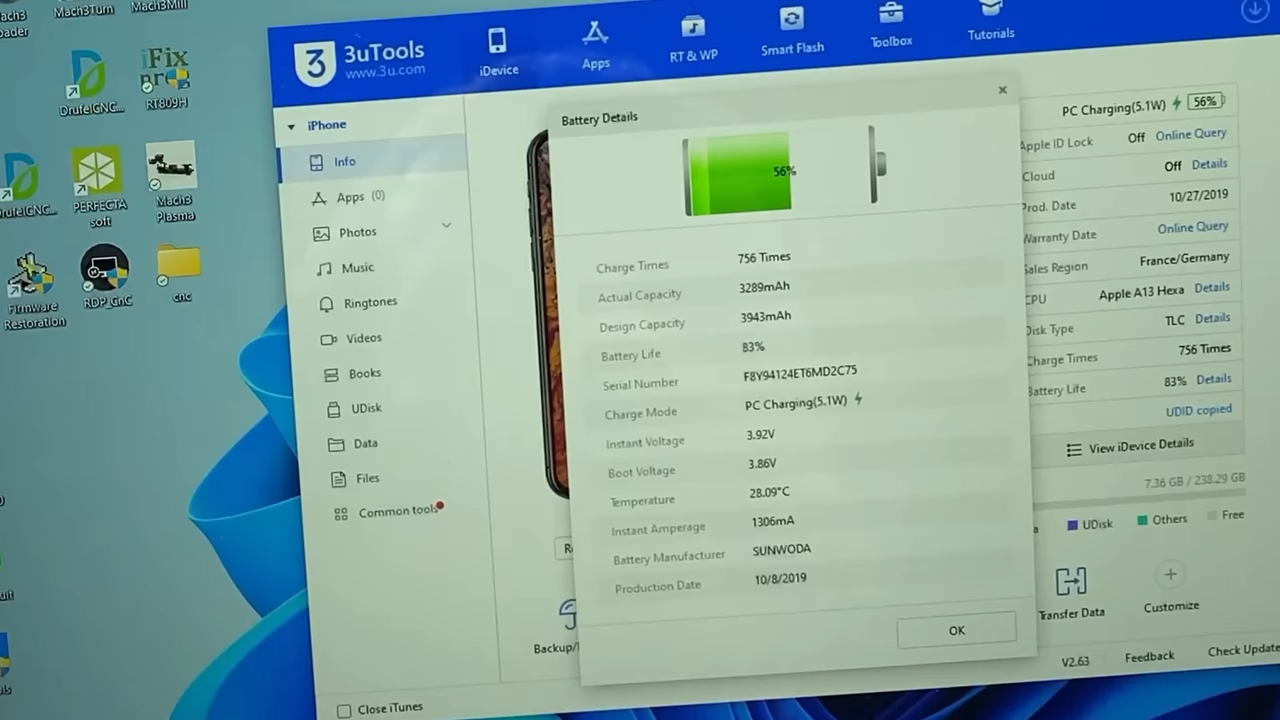 Mach3
Loader
Mach3Turn
Mach3Mill
DrufelCNC...
iFix
pro
RT809H
DrufelCNC...
PERFECTA
soft
Mach3
Plasma
Firmware
Restoration
RDP_CnC
cnc
3
3uTools
www.3u.com
iDevice
Apps
RT & WP
Smart Flash
Toolbox
Tutorials
iPhone
Info
Apps (0)
Photos
Music
Ringtones
Videos
Books
UDisk
Data
Files
Common tools
Close iTunes
Battery Details
56%
Charge Times 756 Times
Actual Capacity 3289mAh
Design Capacity 3943mAh
Battery Life 83%
Serial Number F8Y94124ET6MD2C75
Charge Mode PC Charging(5.1W)
Instant Voltage 3.92V
Boot Voltage 3.86V
Temperature 28.09°C
Instant Amperage 1306mA
Battery Manufacturer SUNWODA
Production Date 10/8/2019
OK
PC Charging(5.1W) 56%
Apple ID Lock Off Online Query
Cloud Off Details
Prod. Date 10/27/2019
Warranty Date Online Query
Sales Region France/Germany
CPU Apple A13 Hexa Details
Disk Type TLC Details
Charge Times 756 Times
Battery Life 83% Details
UDID copied
View iDevice Details
7.36 GB / 238.29 GB
UDisk Others Free
Backup/
Transfer Data
Customize
V2.63 Feedback Check Update